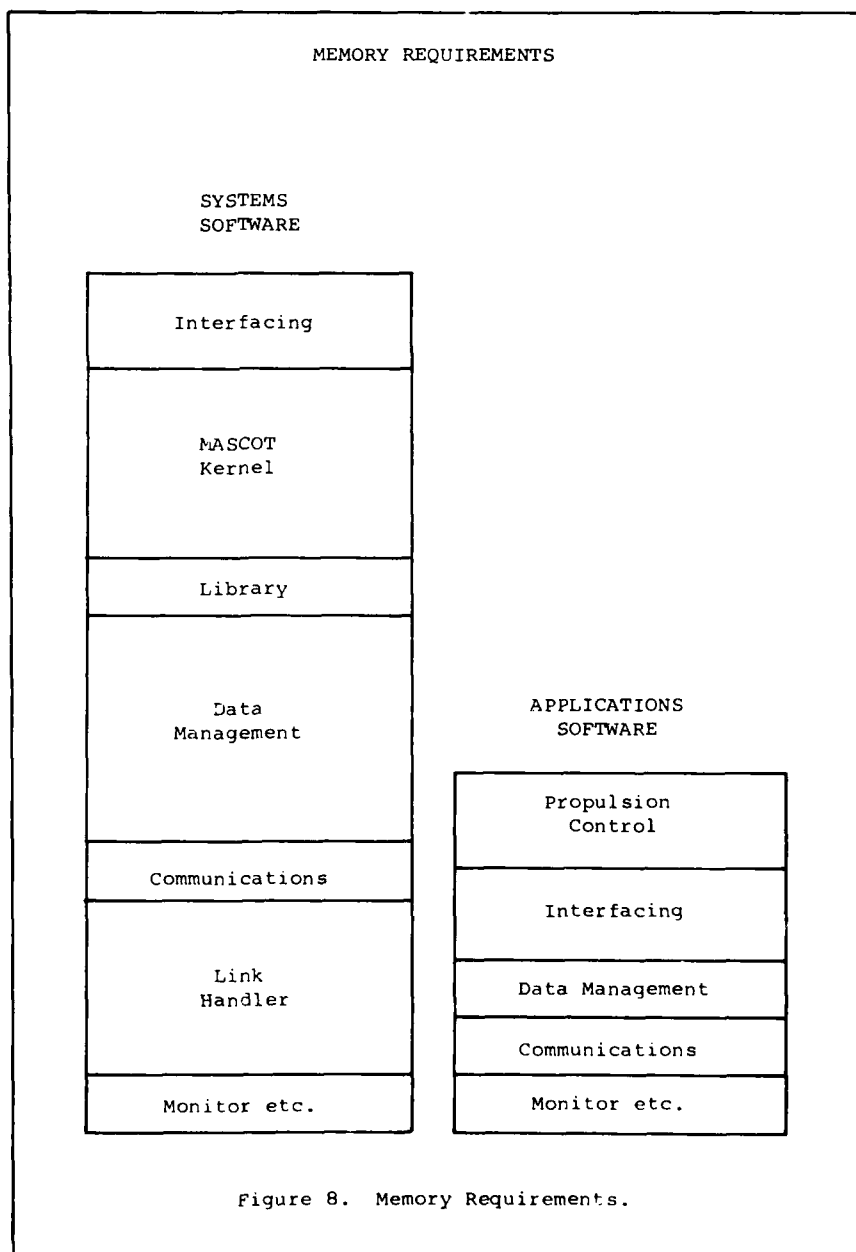 MEMORY REQUIREMENTS
SYSTEMS
SOFTWARE
Interfacing
MASCOT
Kernel
Library
Data
Management
Communications
Link
Handler
Monitor etc.
APPLICATIONS
SOFTWARE
Propulsion
Control
Interfacing
Data Management
Communications
Monitor etc.
Figure 8. Memory Requirements.